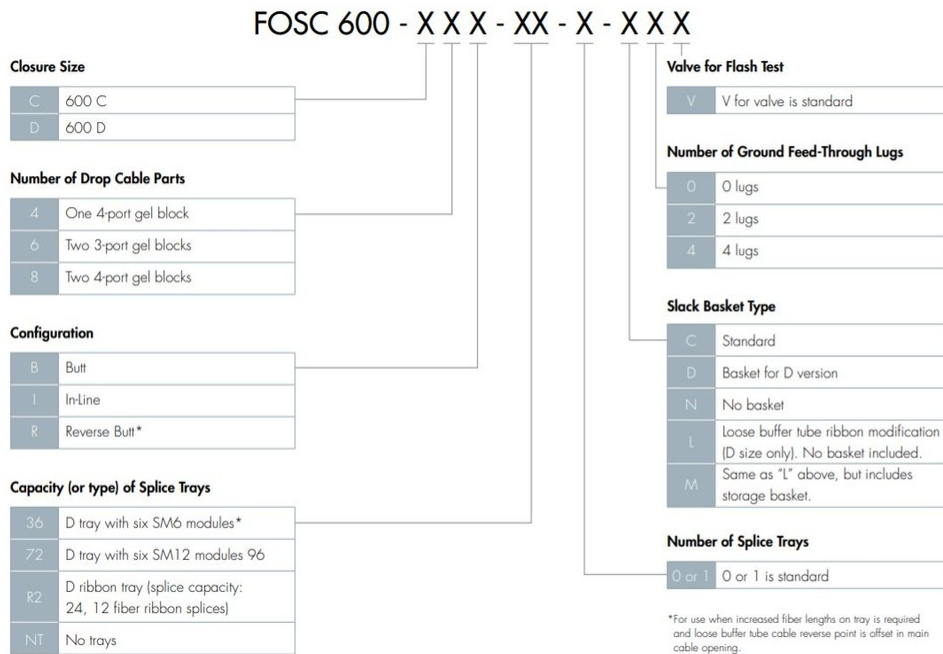 FOSC 600 - X X X - XX - X - X X X
Closure Size
C 600 C
D 600 D
Number of Drop Cable Parts
4 One 4-port gel block
6 Two 3-port gel blocks
8 Two 4-port gel blocks
Configuration
B Butt
I In-Line
R Reverse Butt*
Capacity (or type) of Splice Trays
36 D tray with six SM6 modules*
72 D tray with six SM12 modules 96
R2 D ribbon tray (splice capacity:
24, 12 fiber ribbon splices)
NT No trays
Valve for Flash Test
V V for valve is standard
Number of Ground Feed-Through Lugs
0 0 lugs
2 2 lugs
4 4 lugs
Slack Basket Type
C Standard
D Basket for D version
N No basket
L Loose buffer tube ribbon modification
(D size only). No basket included.
M Same as "L" above, but includes
storage basket.
Number of Splice Trays
0 or 1 0 or 1 is standard
*For use when increased fiber lengths on tray is required
and loose buffer tube cable reverse point is offset in main
cable opening.